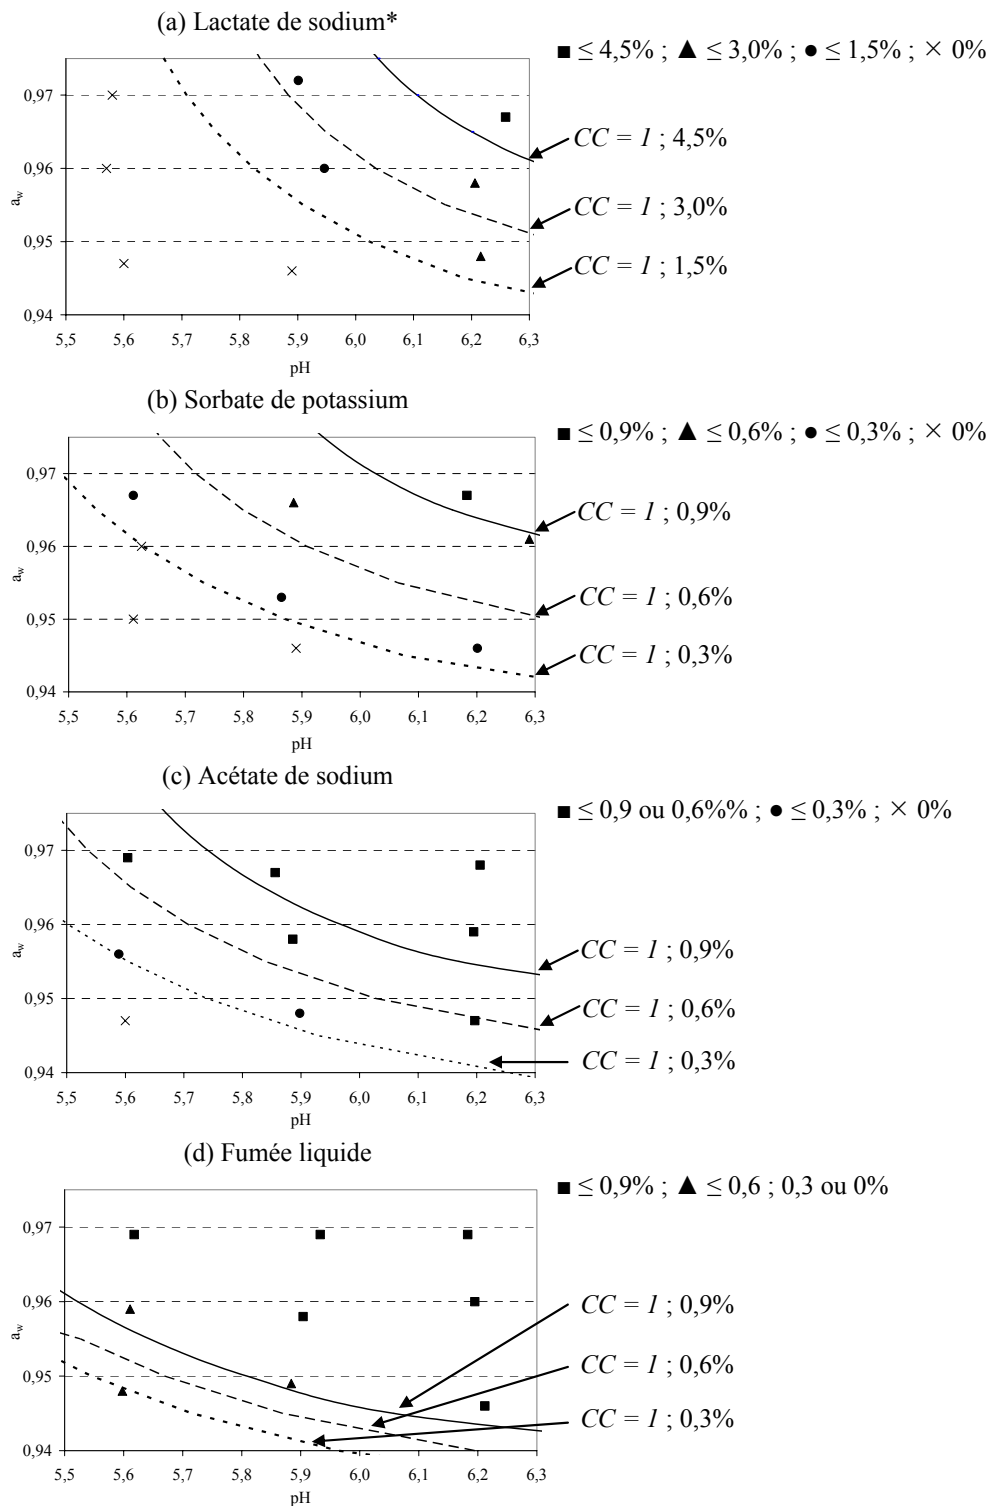 (a) Lactate de sodium*
■ ≤ 4,5% ; ▲ ≤ 3,0% ; ● ≤ 1,5% ; × 0%
0,97
0,96
0,95
0,94
a_w
CC = 1 ; 4,5%
CC = 1 ; 3,0%
CC = 1 ; 1,5%
5,5 5,6 5,7 5,8 5,9 6,0 6,1 6,2 6,3
pH
(b) Sorbate de potassium
■ ≤ 0,9% ; ▲ ≤ 0,6% ; ● ≤ 0,3% ; × 0%
0,97
0,96
0,95
0,94
a_w
CC = 1 ; 0,9%
CC = 1 ; 0,6%
CC = 1 ; 0,3%
5,5 5,6 5,7 5,8 5,9 6,0 6,1 6,2 6,3
pH
(c) Acétate de sodium
■ ≤ 0,9 ou 0,6%% ; ● ≤ 0,3% ; × 0%
0,97
0,96
0,95
0,94
a_w
CC = 1 ; 0,9%
CC = 1 ; 0,6%
CC = 1 ; 0,3%
5,5 5,6 5,7 5,8 5,9 6,0 6,1 6,2 6,3
pH
(d) Fumée liquide
■ ≤ 0,9% ; ▲ ≤ 0,6 ; 0,3 ou 0%
0,97
0,96
0,95
0,94
a_w
CC = 1 ; 0,9%
CC = 1 ; 0,6%
CC = 1 ; 0,3%
5,5 5,6 5,7 5,8 5,9 6,0 6,1 6,2 6,3
pH